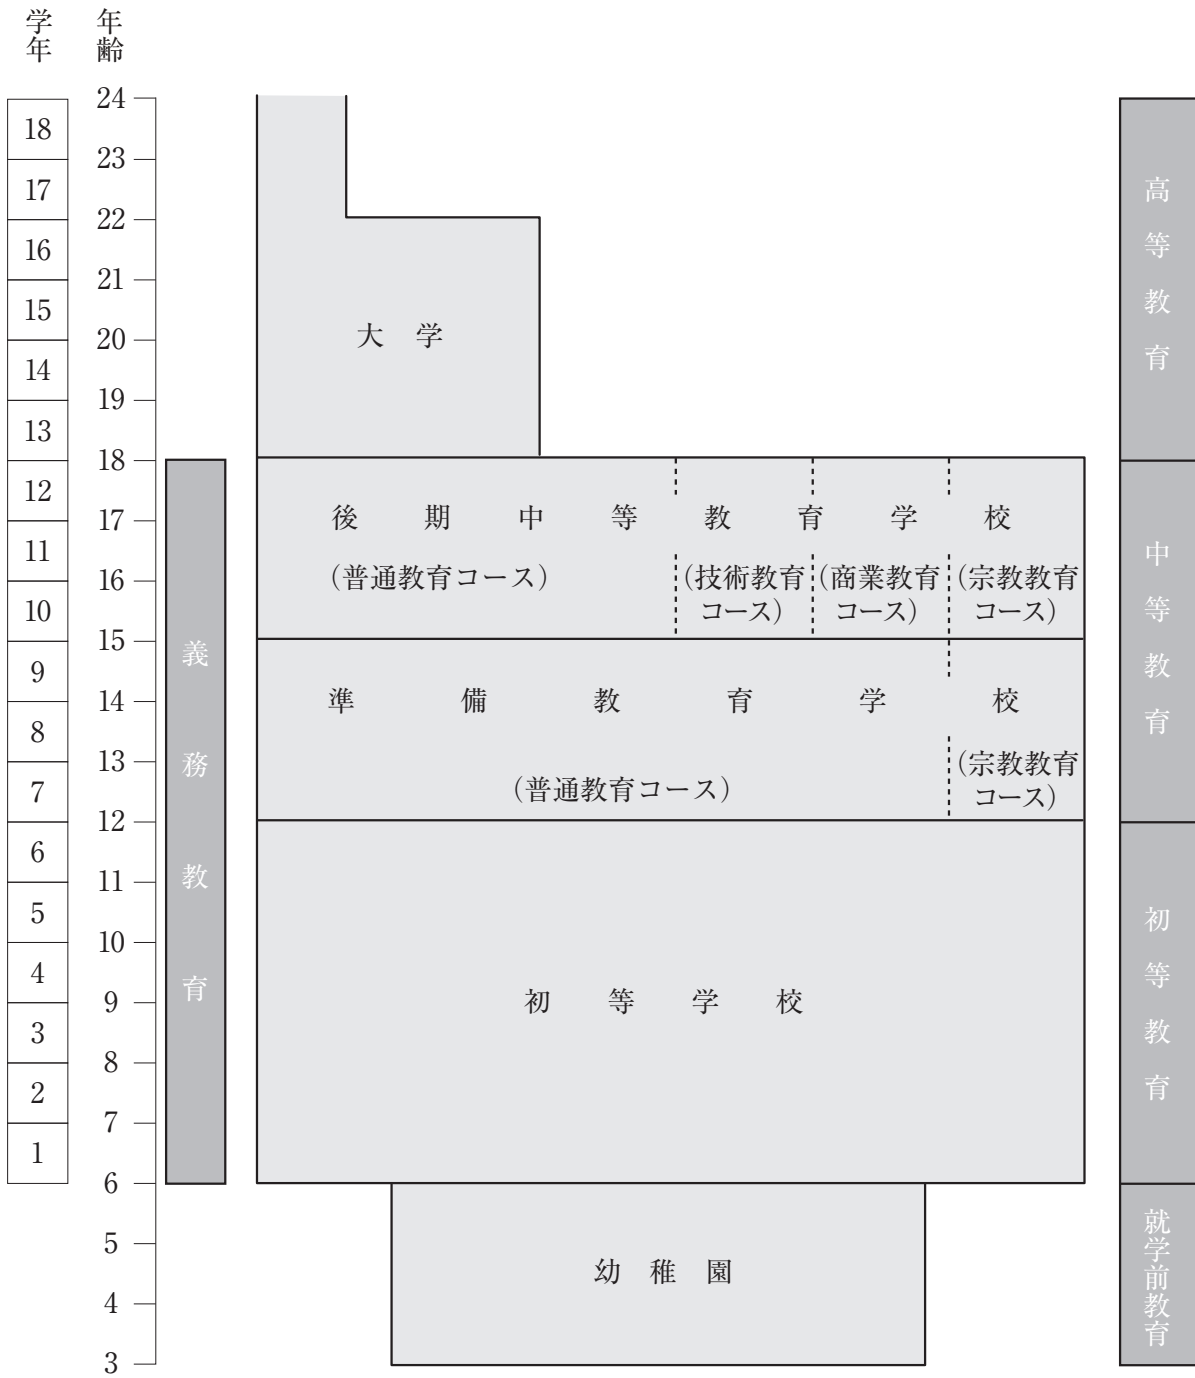 学年
年齢
24
18
23
17
22
16
21
15
20
14
19
13
18
12
17
11
16
10
15
9
14
8
13
7
12
6
11
5
10
4
9
3
8
2
7
1
6
5
4
3
義務教育
大学
後期中等教育学校
(普通教育コース)
(技術教育
コース)
(商業教育
コース)
(宗教教育
コース)
準備教育学校
(普通教育コース)
(宗教教育
コース)
初等学校
幼稚園
高等教育
中等教育
初等教育
就学前教育